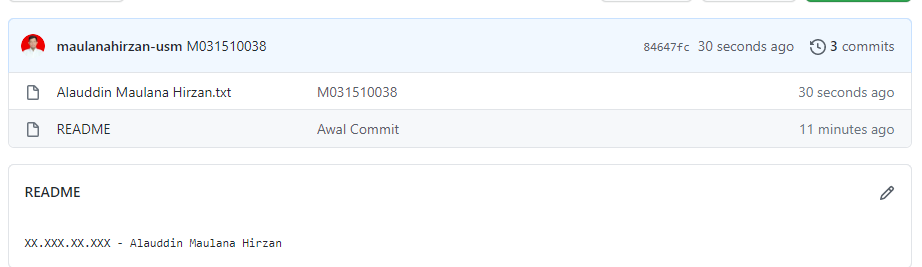 maulanahirzan-usm M031510038 84647fc 30 seconds ago 3 commits
Alauddin Maulana Hirzan.txt M031510038 30 seconds ago
README Awal Commit 11 minutes ago
README
XX.XXX.XX.XXX - Alauddin Maulana Hirzan